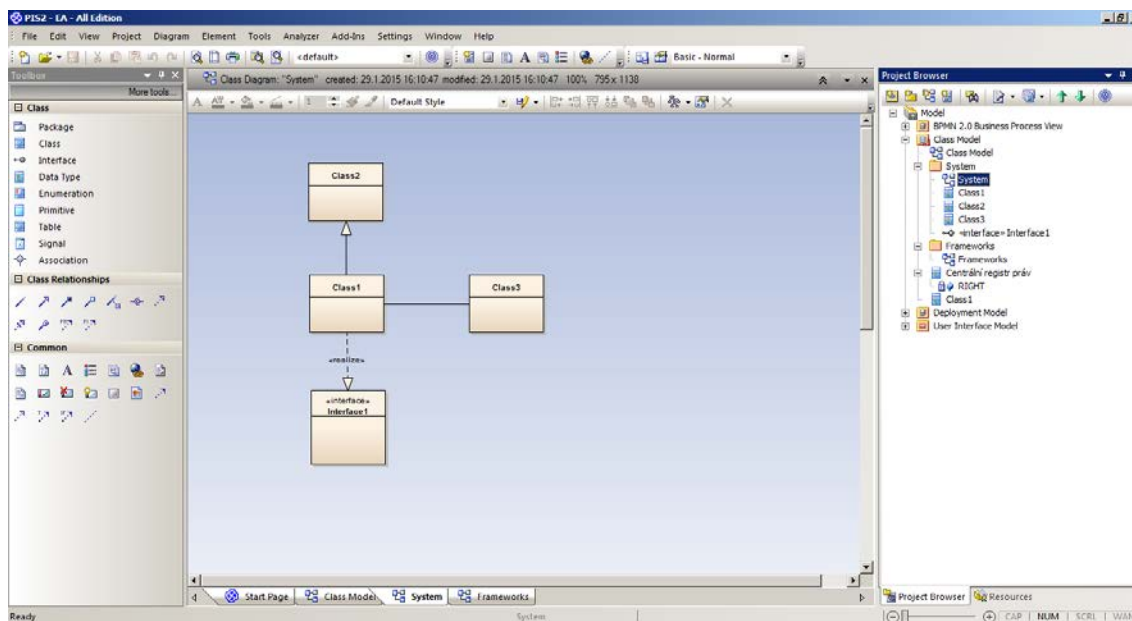 PIS2 - EA - All Edition
File Edit View Project Diagram Element Tools Analyzer Add-Ins Settings Window Help
<default>
Basic - Normal
Toolbox
More tools...
Class
Package
Class
Interface
Data Type
Enumeration
Primitive
Table
Signal
Association
Class Relationships
Common
Class Diagram: "System" created: 29.1.2015 16:10:47 modified: 29.1.2015 16:10:47 100% 795 x 1138
Default Style
Class2
Class1
Class3
«realize»
«interface»
Interface1
Start Page Class Model System Frameworks
Project Browser
Model
BPMN 2.0 Business Process View
Class Model
Class Model
System
System
Class1
Class2
Class3
«interface» Interface1
Frameworks
Frameworks
Centrální registr práv
RIGHT
Class1
Deployment Model
User Interface Model
Project Browser Resources
Ready
System
CAP NUM SCRL WAN